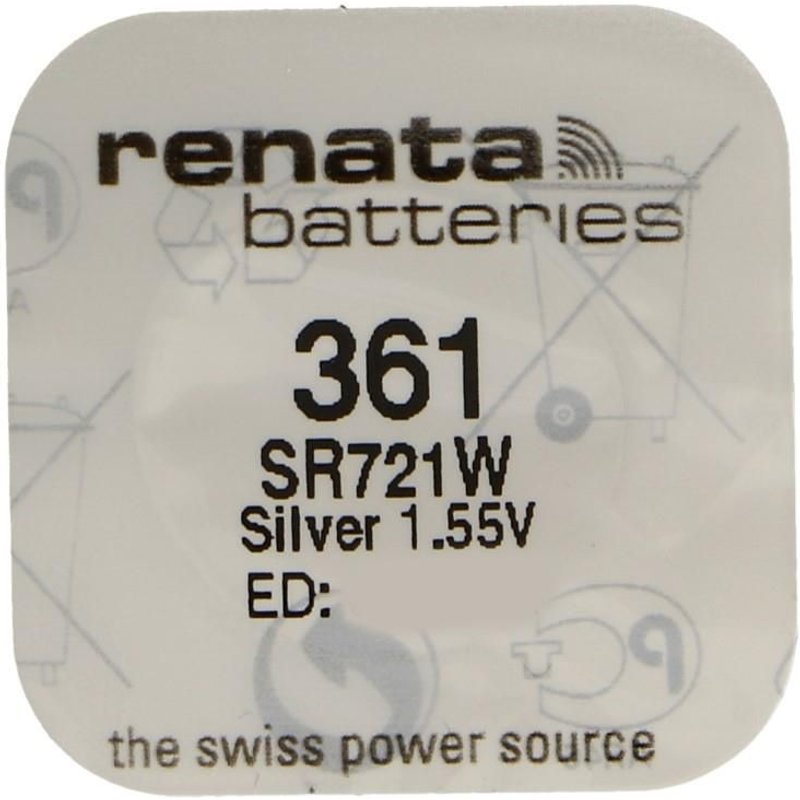 renata
batteries
361
SR721W
Silver 1.55V
ED:
the swiss power source